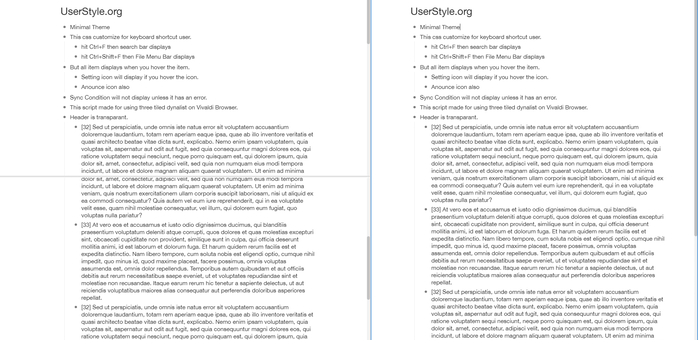 UserStyle.org
Minimal Theme
This css customize for keyboard shortcut user.
hit Ctrl+F then search bar displays
hit Ctrl+Shift+F then File Menu Bar displays
But all item displays when you hover the item.
Setting icon will display if you hover the icon.
Anounce icon also
Sync Condition will not display unless it has an error.
This script made for using three tiled dynalist on Vivaldi Browser.
Header is transparent.
[32] Sed ut perspiciatis, unde omnis iste natus error sit voluptatem accusantium
doloremque laudantium, totam rem aperiam eaque ipsa, quae ab illo inventore veritatis et
quasi architecto beatae vitae dicta sunt, explicabo. Nemo enim ipsam voluptatem, quia
voluptas sit, aspernatur aut odit aut fugit, sed quia consequuntur magni dolores eos, qui
ratione voluptatem sequi nesciunt, neque porro quisquam est, qui dolorem ipsum, quia
dolor sit, amet, consectetur, adipisci velit, sed quia non numquam eius modi tempora
incidunt, ut labore et dolore magnam aliquam quaerat voluptatem. Ut enim ad minima
dolor sit, amet, consectetur, adipisci velit, sed quia non numquam eius modi tempora
incidunt, ut labore et dolore magnam aliquam quaerat voluptatem. Ut enim ad minima
veniam, quis nostrum exercitationem ullam corporis suscipit laboriosam, nisi ut aliquid ex
ea commodi consequatur? Quis autem vel eum iure reprehenderit, qui in ea voluptate
velit esse, quam nihil molestiae consequatur, vel illum, qui dolorem eum fugiat, quo
voluptas nulla pariatur?
[33] At vero eos et accusamus et iusto odio dignissimos ducimus, qui blanditiis
praesentium voluptatum deleniti atque corrupti, quos dolores et quas molestias excepturi
sint, obcaecati cupiditate non provident, similique sunt in culpa, qui officia deserunt
mollitia animi, id est laborum et dolorum fuga. Et harum quidem rerum facilis est et
expedita distinctio. Nam libero tempore, cum soluta nobis est eligendi optio, cumque nihil
impedit, quo minus id, quod maxime placeat, facere possimus, omnis voluptas
assumenda est, omnis dolor repellendus. Temporibus autem quibusdam et aut officiis
debitis aut rerum necessitatibus saepe eveniet, ut et voluptates repudiandae sint et
molestiae non recusandae. Itaque earum rerum hic tenetur a sapiente delectus, ut aut
reiciendis voluptatibus maiores alias consequatur aut perferendis doloribus asperiores
repellat.
[32] Sed ut perspiciatis, unde omnis iste natus error sit voluptatem accusantium
doloremque laudantium, totam rem aperiam eaque ipsa, quae ab illo inventore veritatis et
quasi architecto beatae vitae dicta sunt, explicabo. Nemo enim ipsam voluptatem, quia
voluptas sit, aspernatur aut odit aut fugit, sed quia consequuntur magni dolores eos, qui
ratione voluptatem sequi nesciunt, neque porro quisquam est, qui dolorem ipsum, quia
UserStyle.org
Minimal Theme
This css customize for keyboard shortcut user.
hit Ctrl+F then search bar displays
hit Ctrl+Shift+F then File Menu Bar displays
But all item displays when you hover the item.
Setting icon will display if you hover the icon.
Anounce icon also
Sync Condition will not display unless it has an error.
This script made for using three tiled dynalist on Vivaldi Browser.
Header is transparent.
[32] Sed ut perspiciatis, unde omnis iste natus error sit voluptatem accusantium
doloremque laudantium, totam rem aperiam eaque ipsa, quae ab illo inventore veritatis et
quasi architecto beatae vitae dicta sunt, explicabo. Nemo enim ipsam voluptatem, quia
voluptas sit, aspernatur aut odit aut fugit, sed quia consequuntur magni dolores eos, qui
ratione voluptatem sequi nesciunt, neque porro quisquam est, qui dolorem ipsum, quia
dolor sit, amet, consectetur, adipisci velit, sed quia non numquam eius modi tempora
incidunt, ut labore et dolore magnam aliquam quaerat voluptatem. Ut enim ad minima
veniam, quis nostrum exercitationem ullam corporis suscipit laboriosam, nisi ut aliquid ex
ea commodi consequatur? Quis autem vel eum iure reprehenderit, qui in ea voluptate
velit esse, quam nihil molestiae consequatur, vel illum, qui dolorem eum fugiat, quo
voluptas nulla pariatur?
[33] At vero eos et accusamus et iusto odio dignissimos ducimus, qui blanditiis
praesentium voluptatum deleniti atque corrupti, quos dolores et quas molestias excepturi
sint, obcaecati cupiditate non provident, similique sunt in culpa, qui officia deserunt
mollitia animi, id est laborum et dolorum fuga. Et harum quidem rerum facilis est et
expedita distinctio. Nam libero tempore, cum soluta nobis est eligendi optio, cumque nihil
impedit, quo minus id, quod maxime placeat, facere possimus, omnis voluptas
assumenda est, omnis dolor repellendus. Temporibus autem quibusdam et aut officiis
debitis aut rerum necessitatibus saepe eveniet, ut et voluptates repudiandae sint et
molestiae non recusandae. Itaque earum rerum hic tenetur a sapiente delectus, ut aut
reiciendis voluptatibus maiores alias consequatur aut perferendis doloribus asperiores
repellat.
[32] Sed ut perspiciatis, unde omnis iste natus error sit voluptatem accusantium
doloremque laudantium, totam rem aperiam eaque ipsa, quae ab illo inventore veritatis et
quasi architecto beatae vitae dicta sunt, explicabo. Nemo enim ipsam voluptatem, quia
voluptas sit, aspernatur aut odit aut fugit, sed quia consequuntur magni dolores eos, qui
ratione voluptatem sequi nesciunt, neque porro quisquam est, qui dolorem ipsum, quia
dolor sit, amet, consectetur, adipisci velit, sed quia non numquam eius modi tempora
incidunt, ut labore et dolore magnam aliquam quaerat voluptatem. Ut enim ad minima